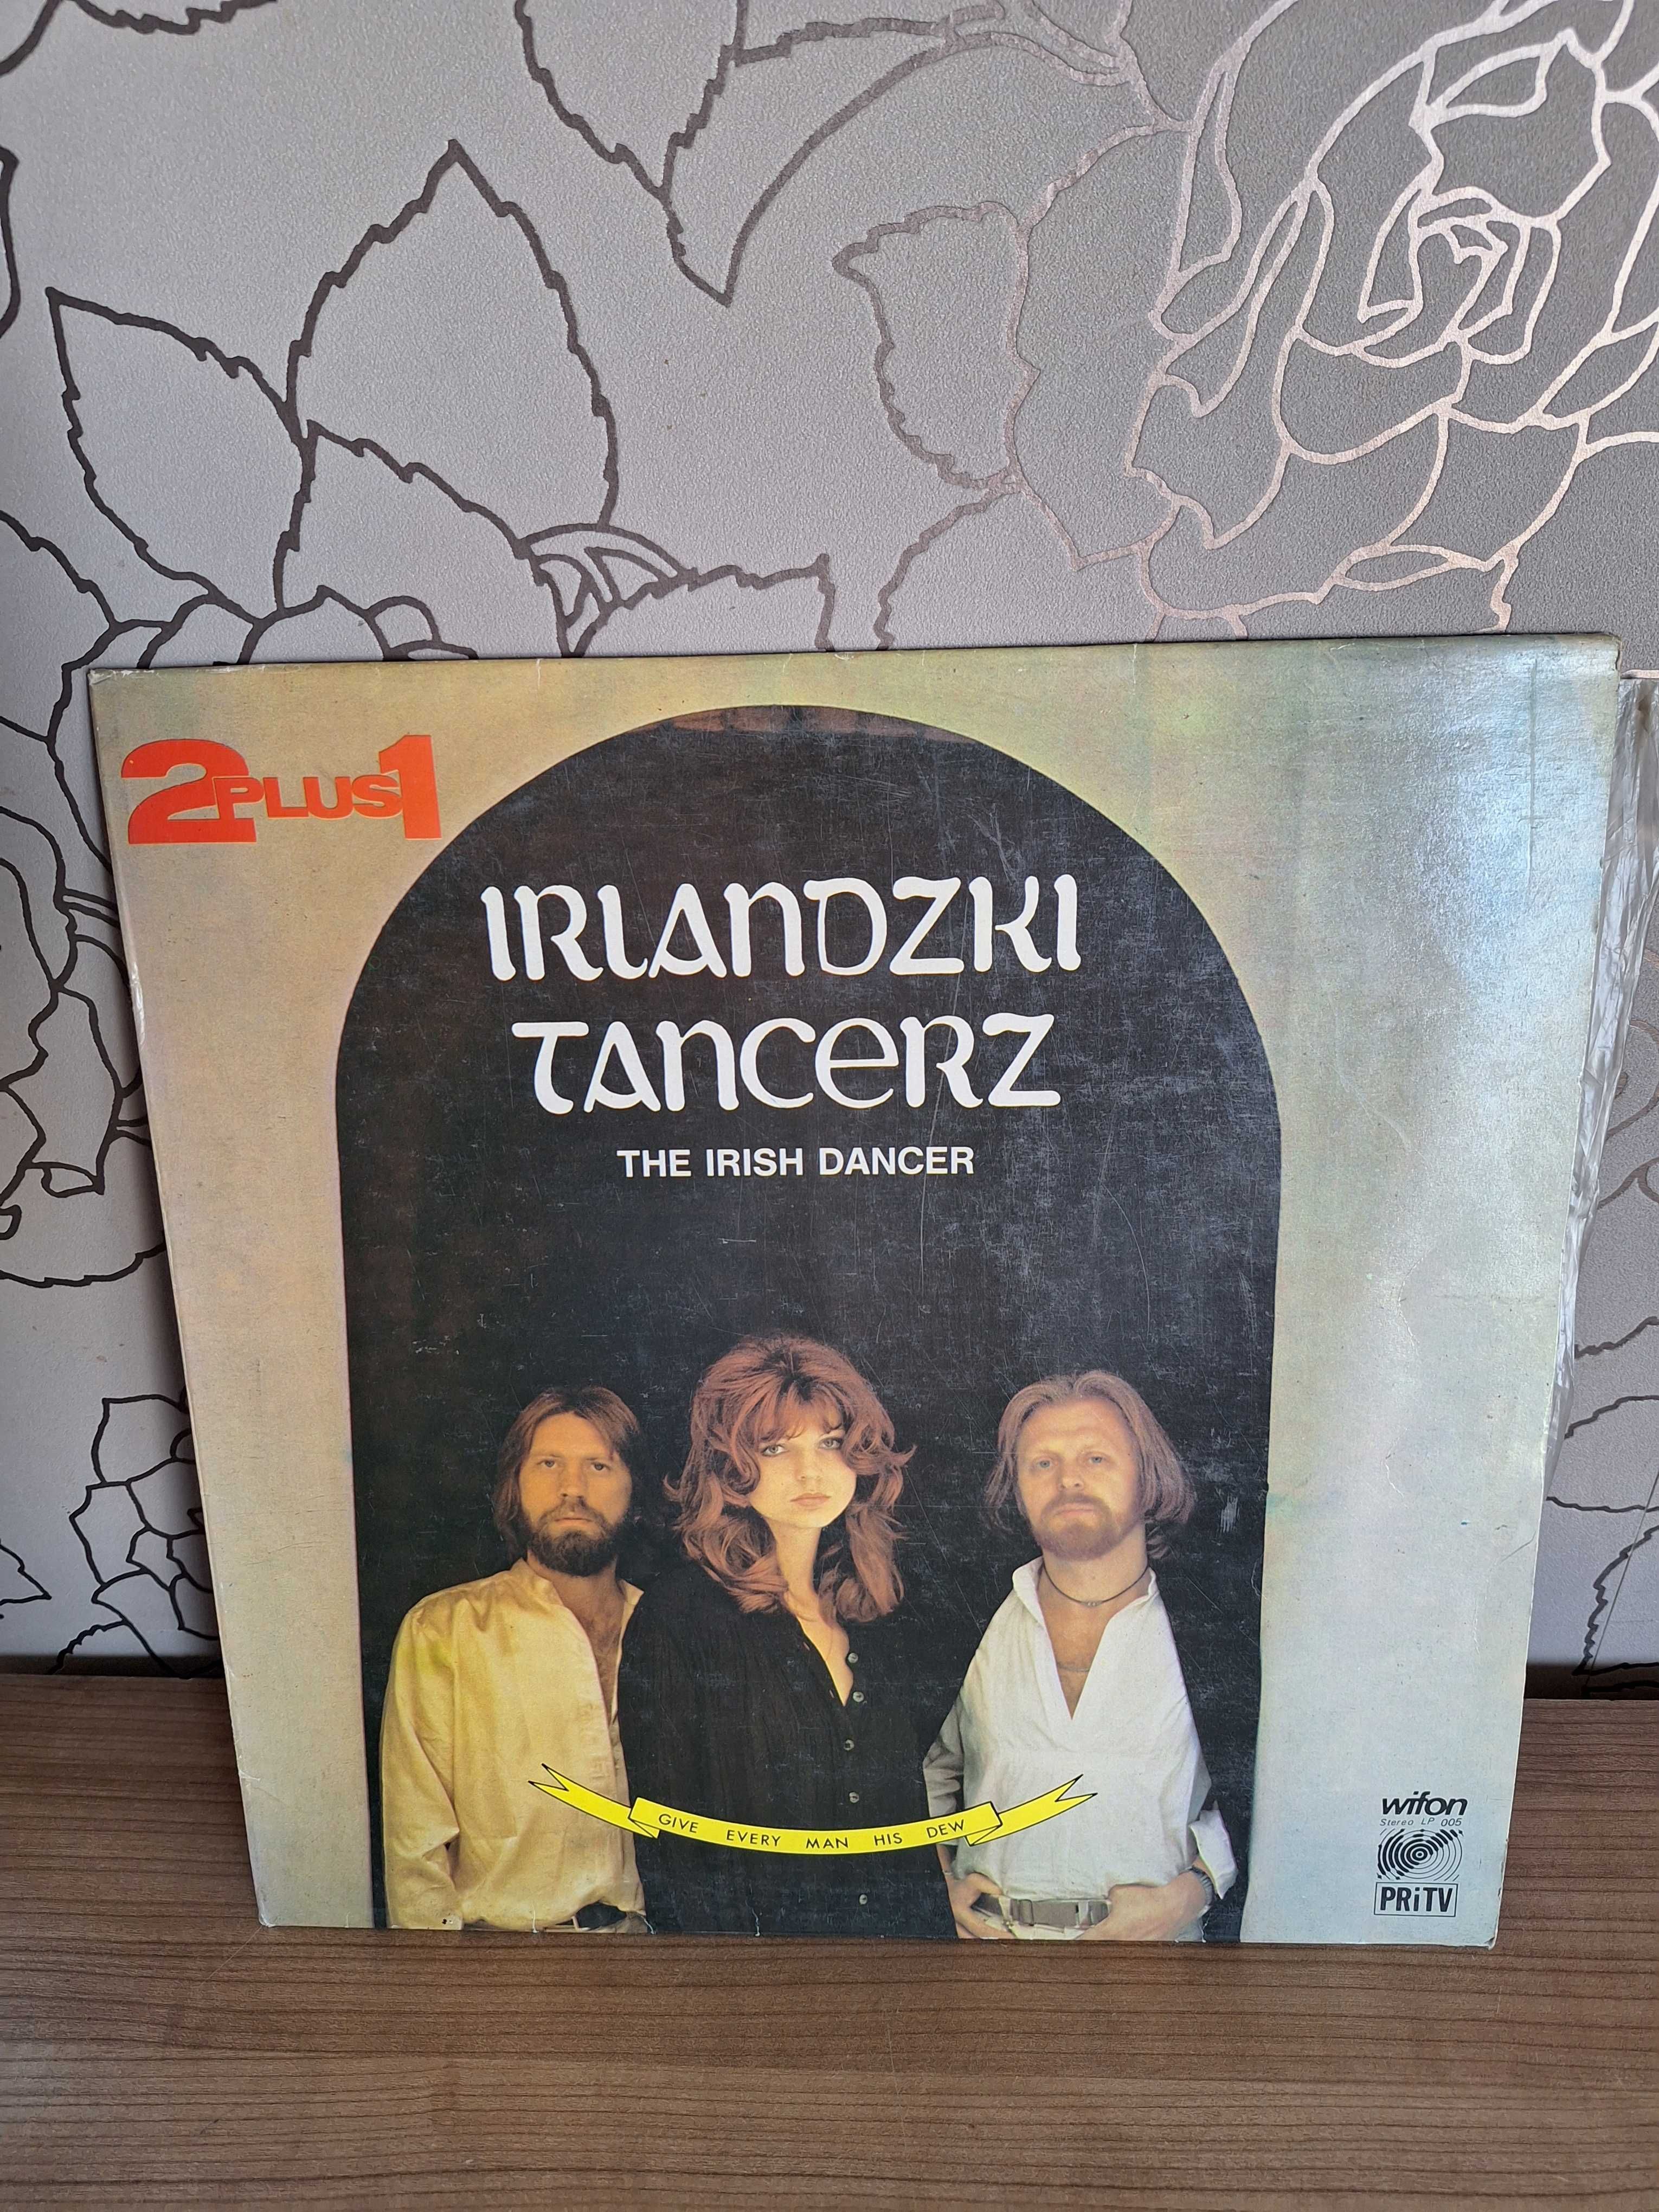 2 PLUS 1
IRLANDZKI
TANCERZ
THE IRISH DANCER
GIVE EVERY MAN HIS DEW
wifon
Stereo LP 005
PRiTV